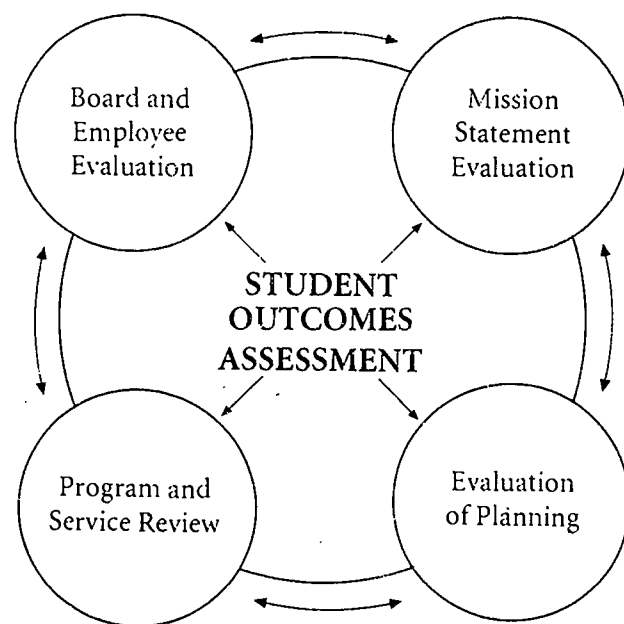 Board and
Employee
Evaluation
Mission
Statement
Evaluation
STUDENT
OUTCOMES
ASSESSMENT
Program and
Service Review
Evaluation
of Planning